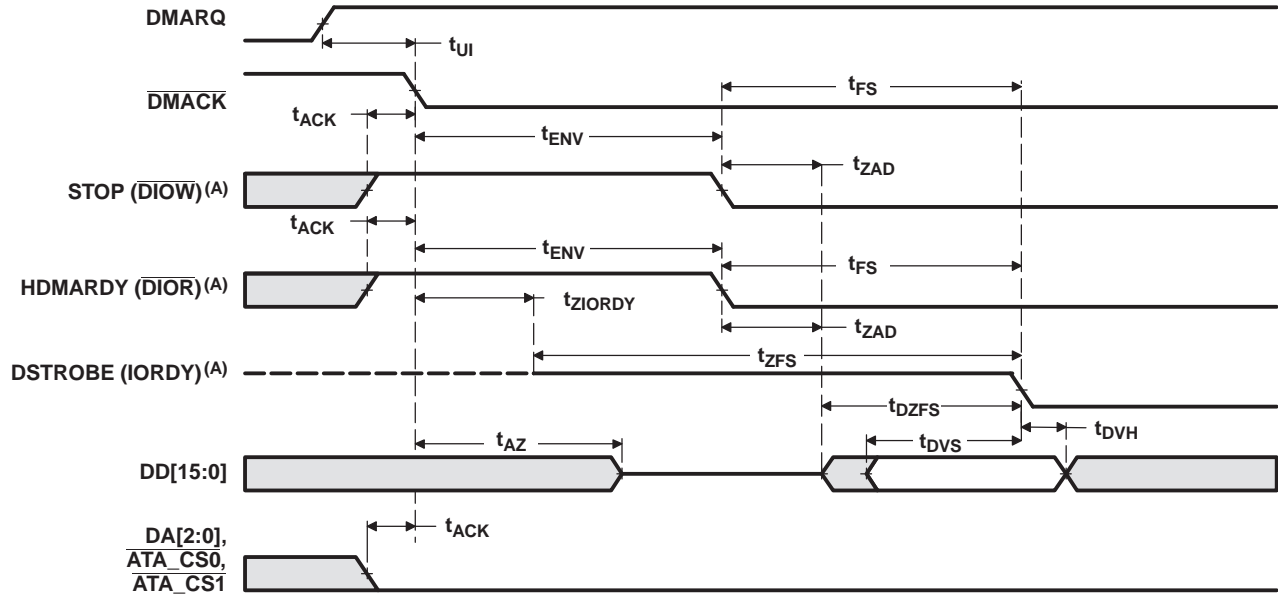 DMARQ
tUI
DMACK
tFS
tACK
tENV
tZAD
STOP (DIOW)(A)
tACK
tENV
tFS
HDMARDY (DIOR)(A)
tZIORDY
tZAD
tZFS
DSTROBE (IORDY)(A)
tDZFS
tDVH
tAZ
tDVS
DD[15:0]
tACK
DA[2:0],
ATA_CS0,
ATA_CS1